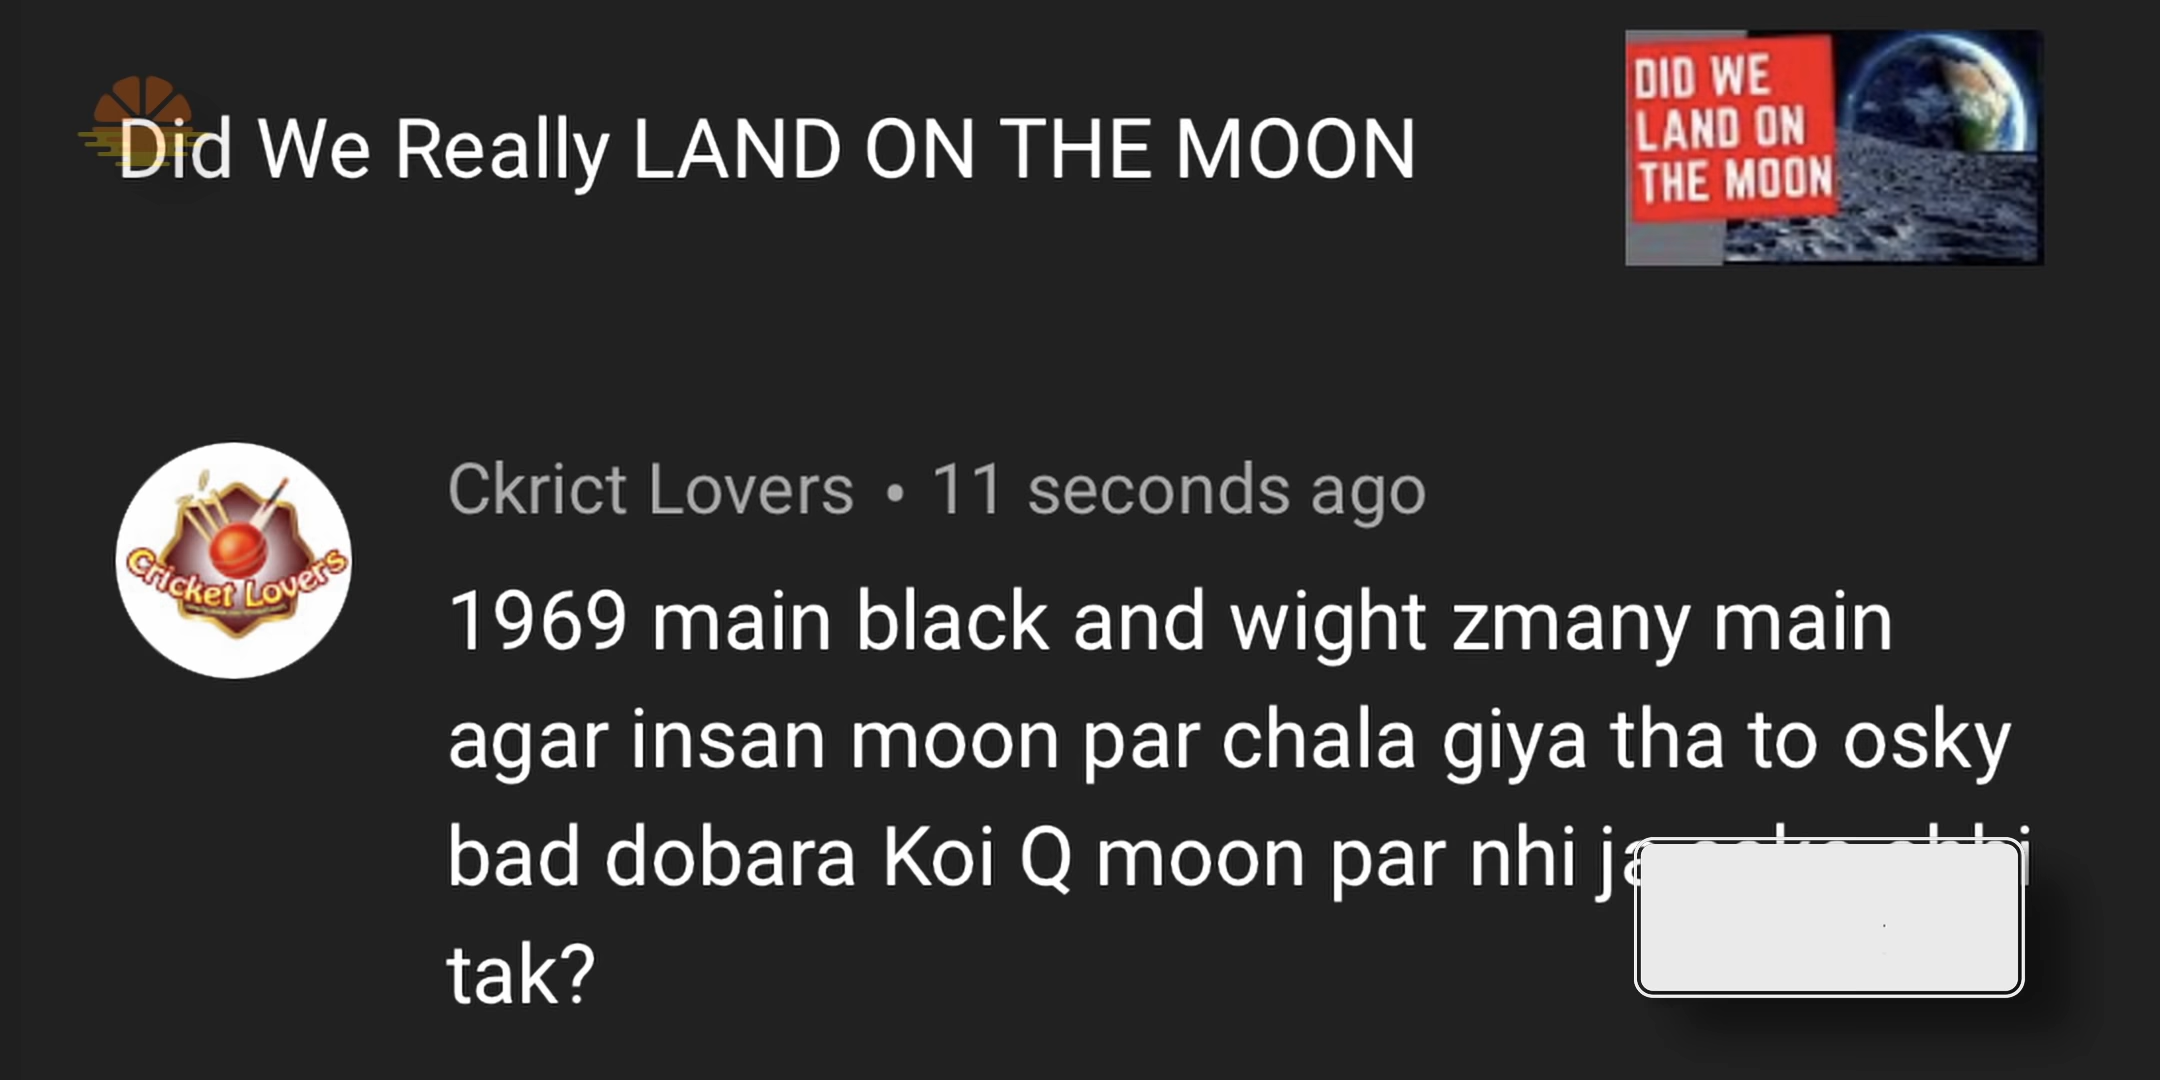 Did We Really LAND ON THE MOON
DID WE
LAND ON
THE MOON
Ckrict Lovers • 11 seconds ago
Cricket Lovers
1969 main black and wight zmany main
agar insan moon par chala giya tha to osky
bad dobara Koi Q moon par nhi
tak?